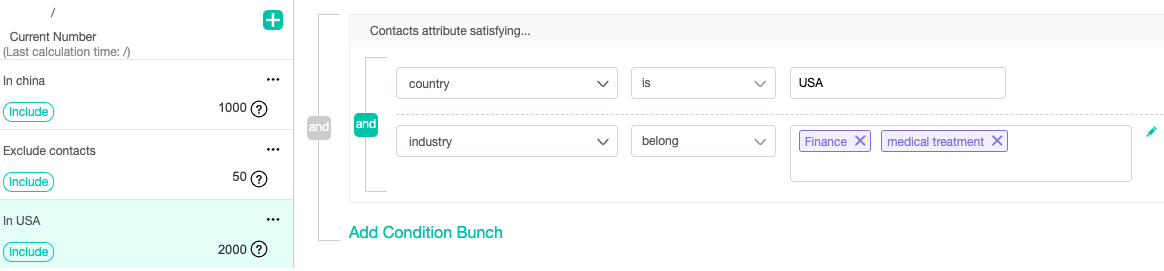 /
Current Number
(Last calculation time: /)
In china
Include
1000
Exclude contacts
Include
50
In USA
Include
2000
Contacts attribute satisfying...
and
and
country
is
USA
industry
belong
Finance
medical treatment
Add Condition Bunch